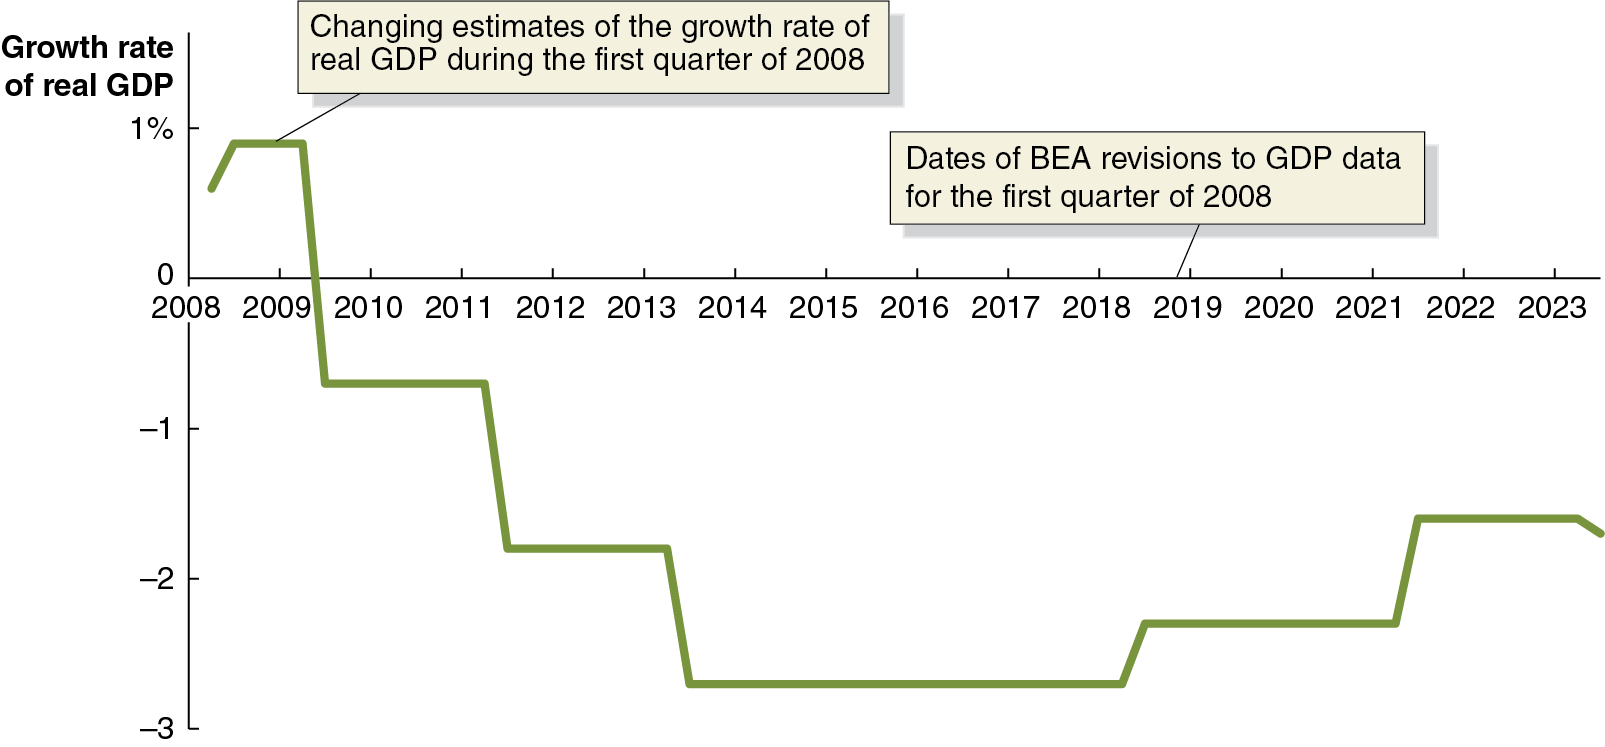 Changing estimates of the growth rate of
real GDP during the first quarter of 2008
Growth rate
of real GDP
1%
Dates of BEA revisions to GDP data
for the first quarter of 2008
0
2008 2009 2010 2011 2012 2013 2014 2015 2016 2017 2018 2019 2020 2021 2022 2023
–1
–2
–3